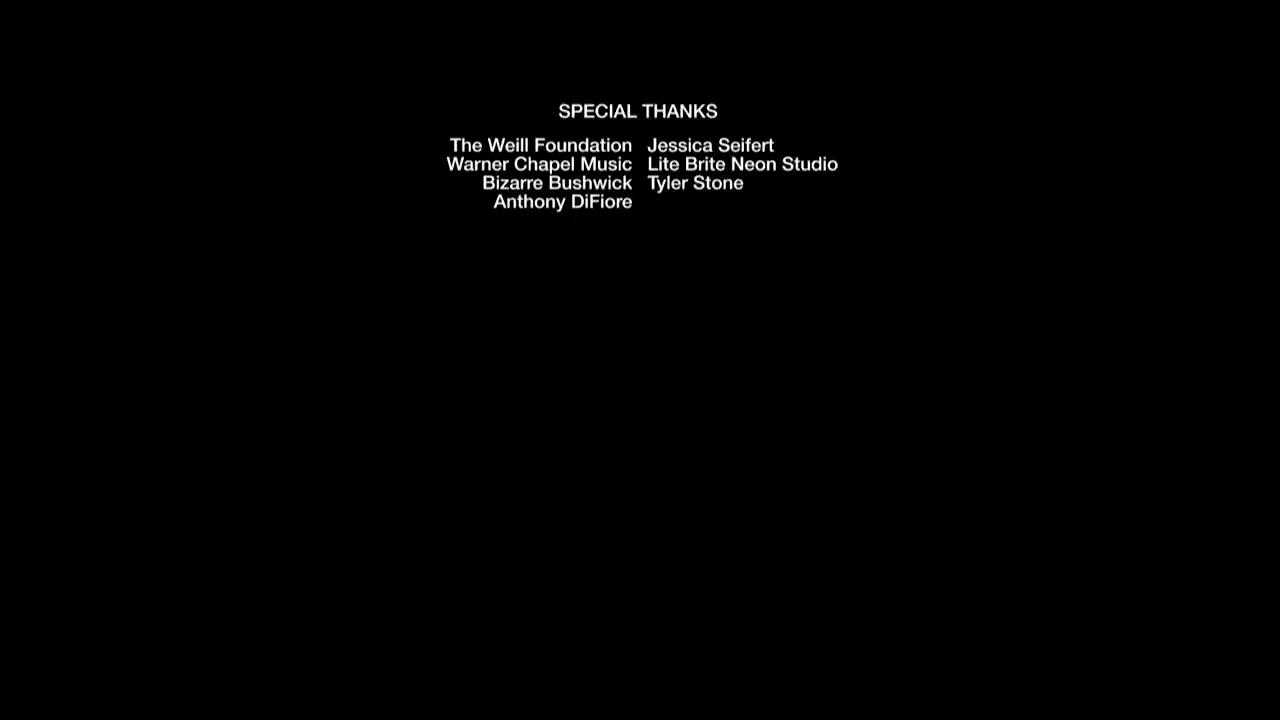 SPECIAL THANKS
The Weill Foundation Jessica Seifert
Warner Chapel Music Lite Brite Neon Studio
Bizarre Bushwick Tyler Stone
Anthony DiFiore